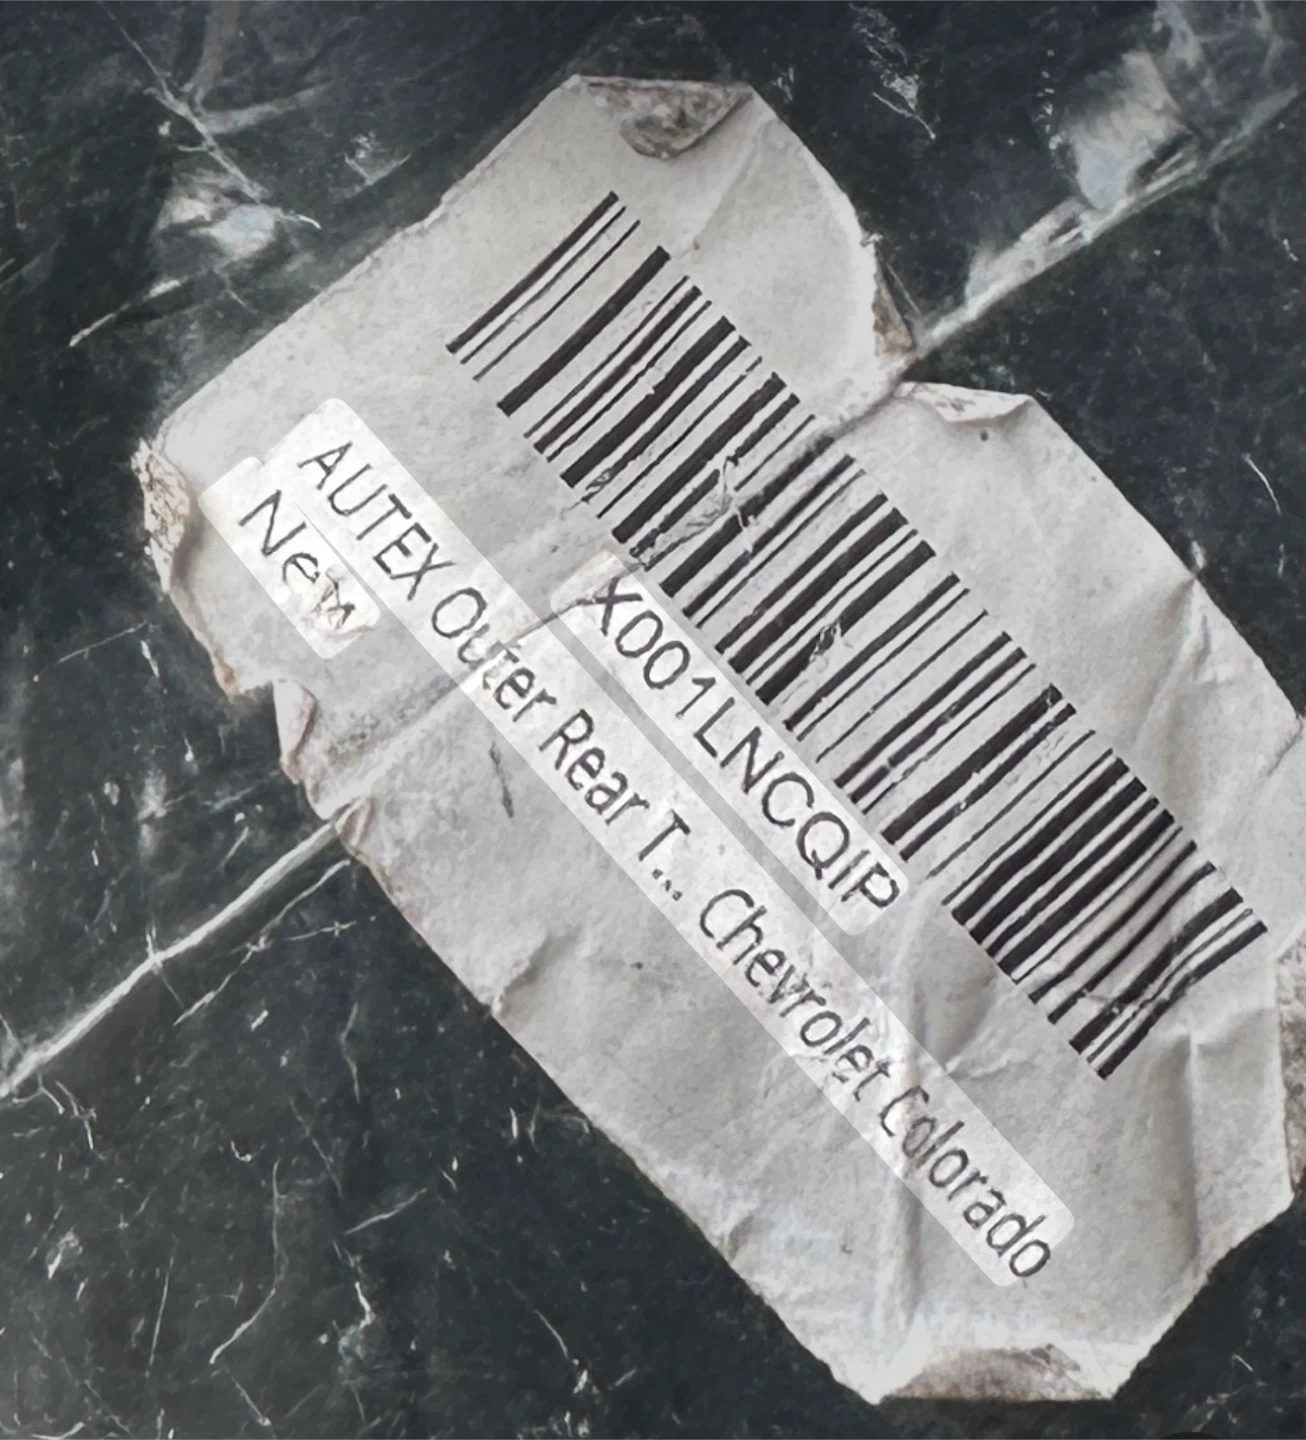 X001LNCQIP
AUTEX Outer Rear T... Chevrolet Colorado
New